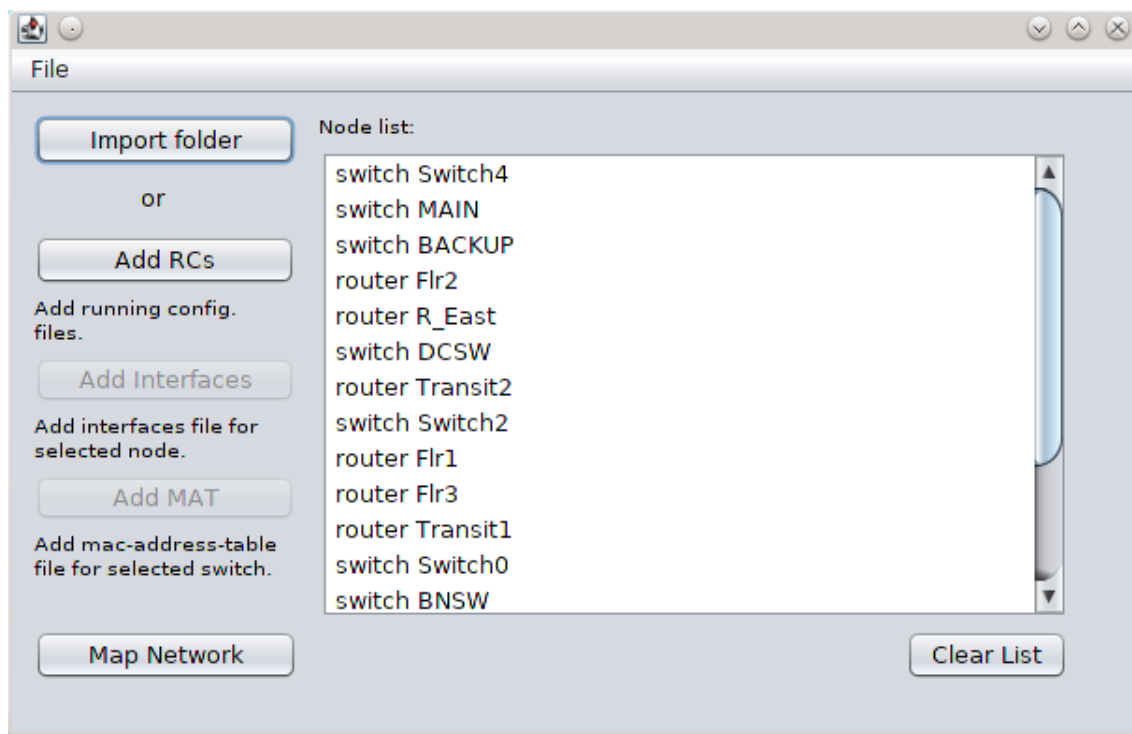 File
Import folder
or
Add RCs
Add running config.
files.
Add Interfaces
Add interfaces file for
selected node.
Add MAT
Add mac-address-table
file for selected switch.
Map Network
Node list:
switch Switch4
switch MAIN
switch BACKUP
router Flr2
router R_East
switch DCSW
router Transit2
switch Switch2
router Flr1
router Flr3
router Transit1
switch Switch0
switch BNSW
Clear List